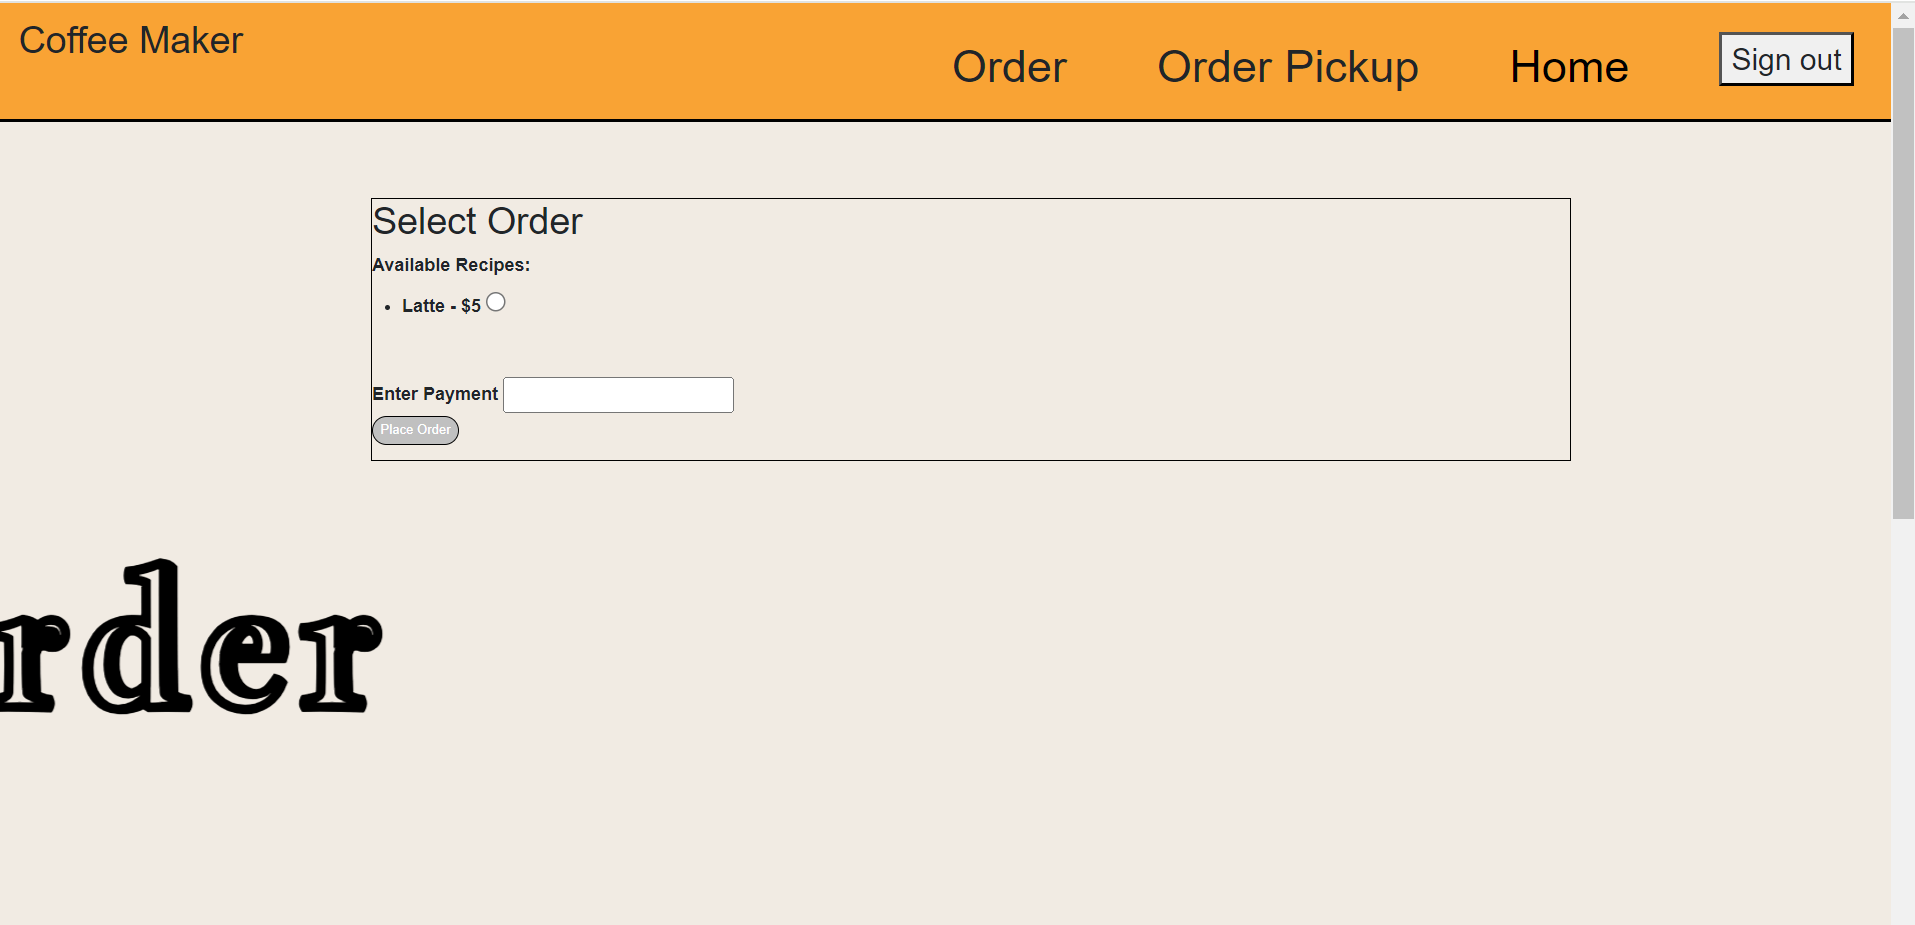 Coffee Maker
Order Order Pickup Home Sign out
Select Order
Available Recipes:
Latte - $5
Enter Payment
Place Order
rder